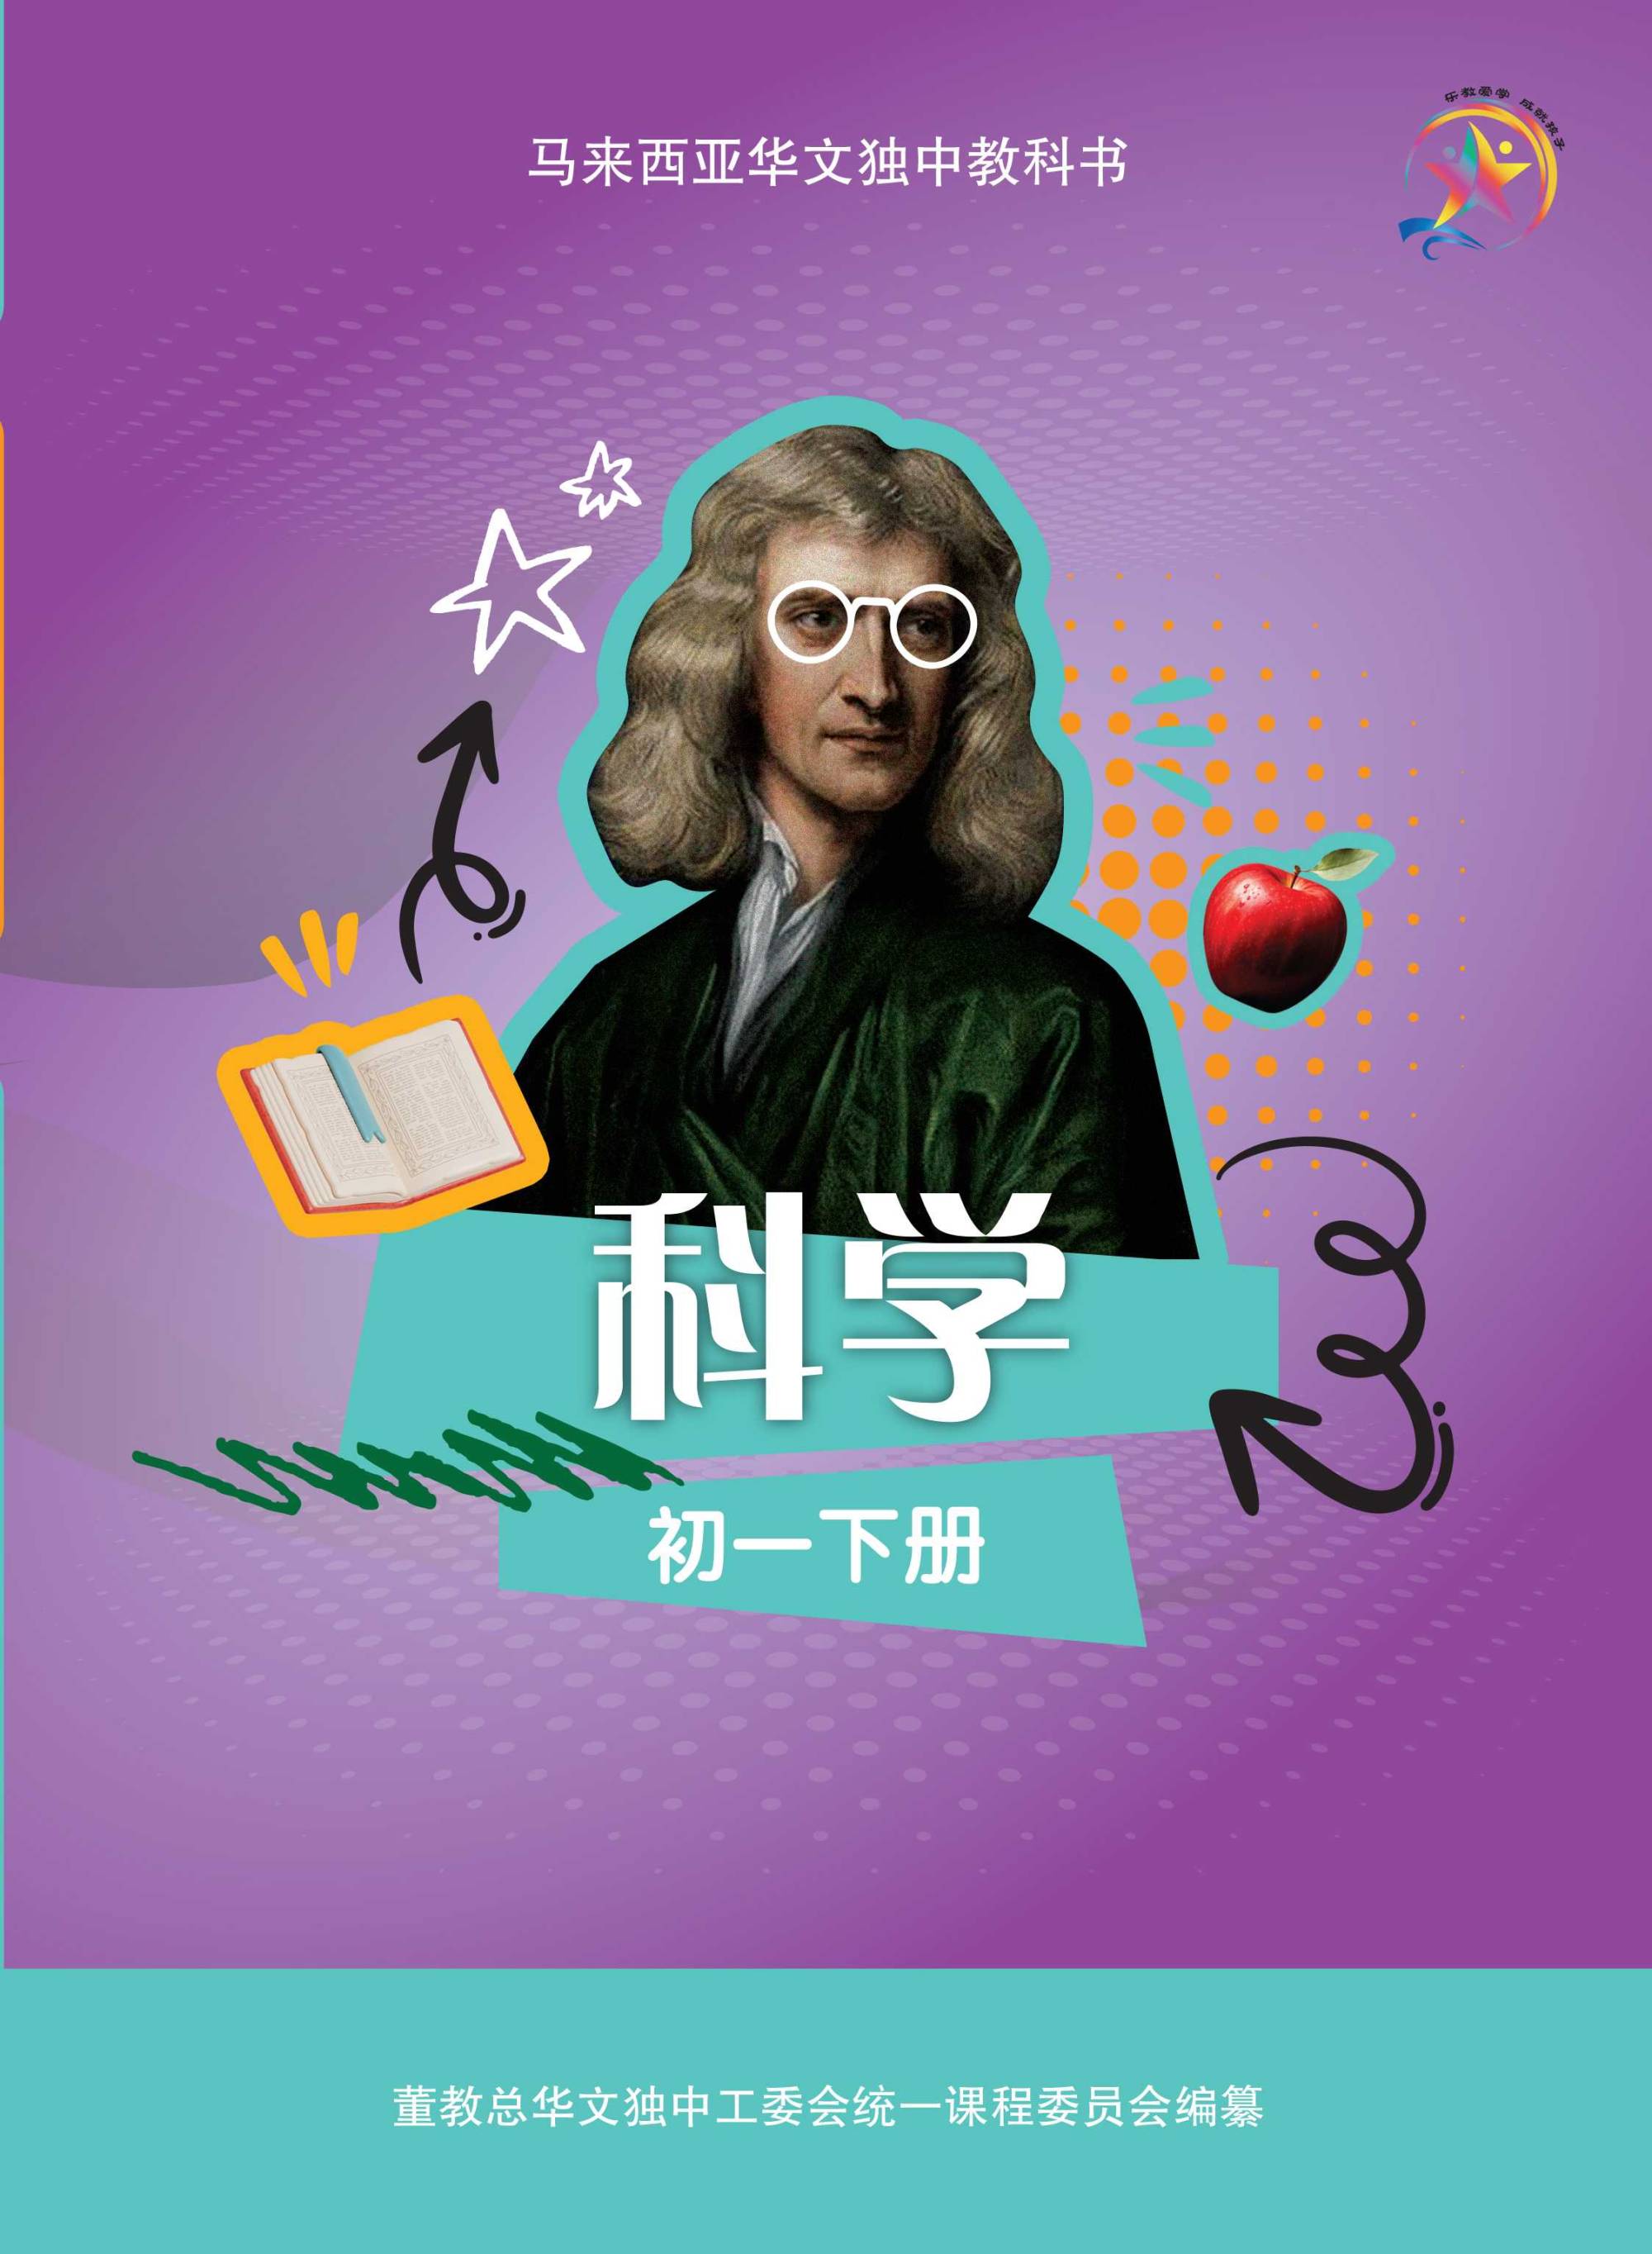 乐教爱学 成就孩子
马来西亚华文独中教科书
科学
初一下册
董教总华文独中工委会统一课程委员会编纂